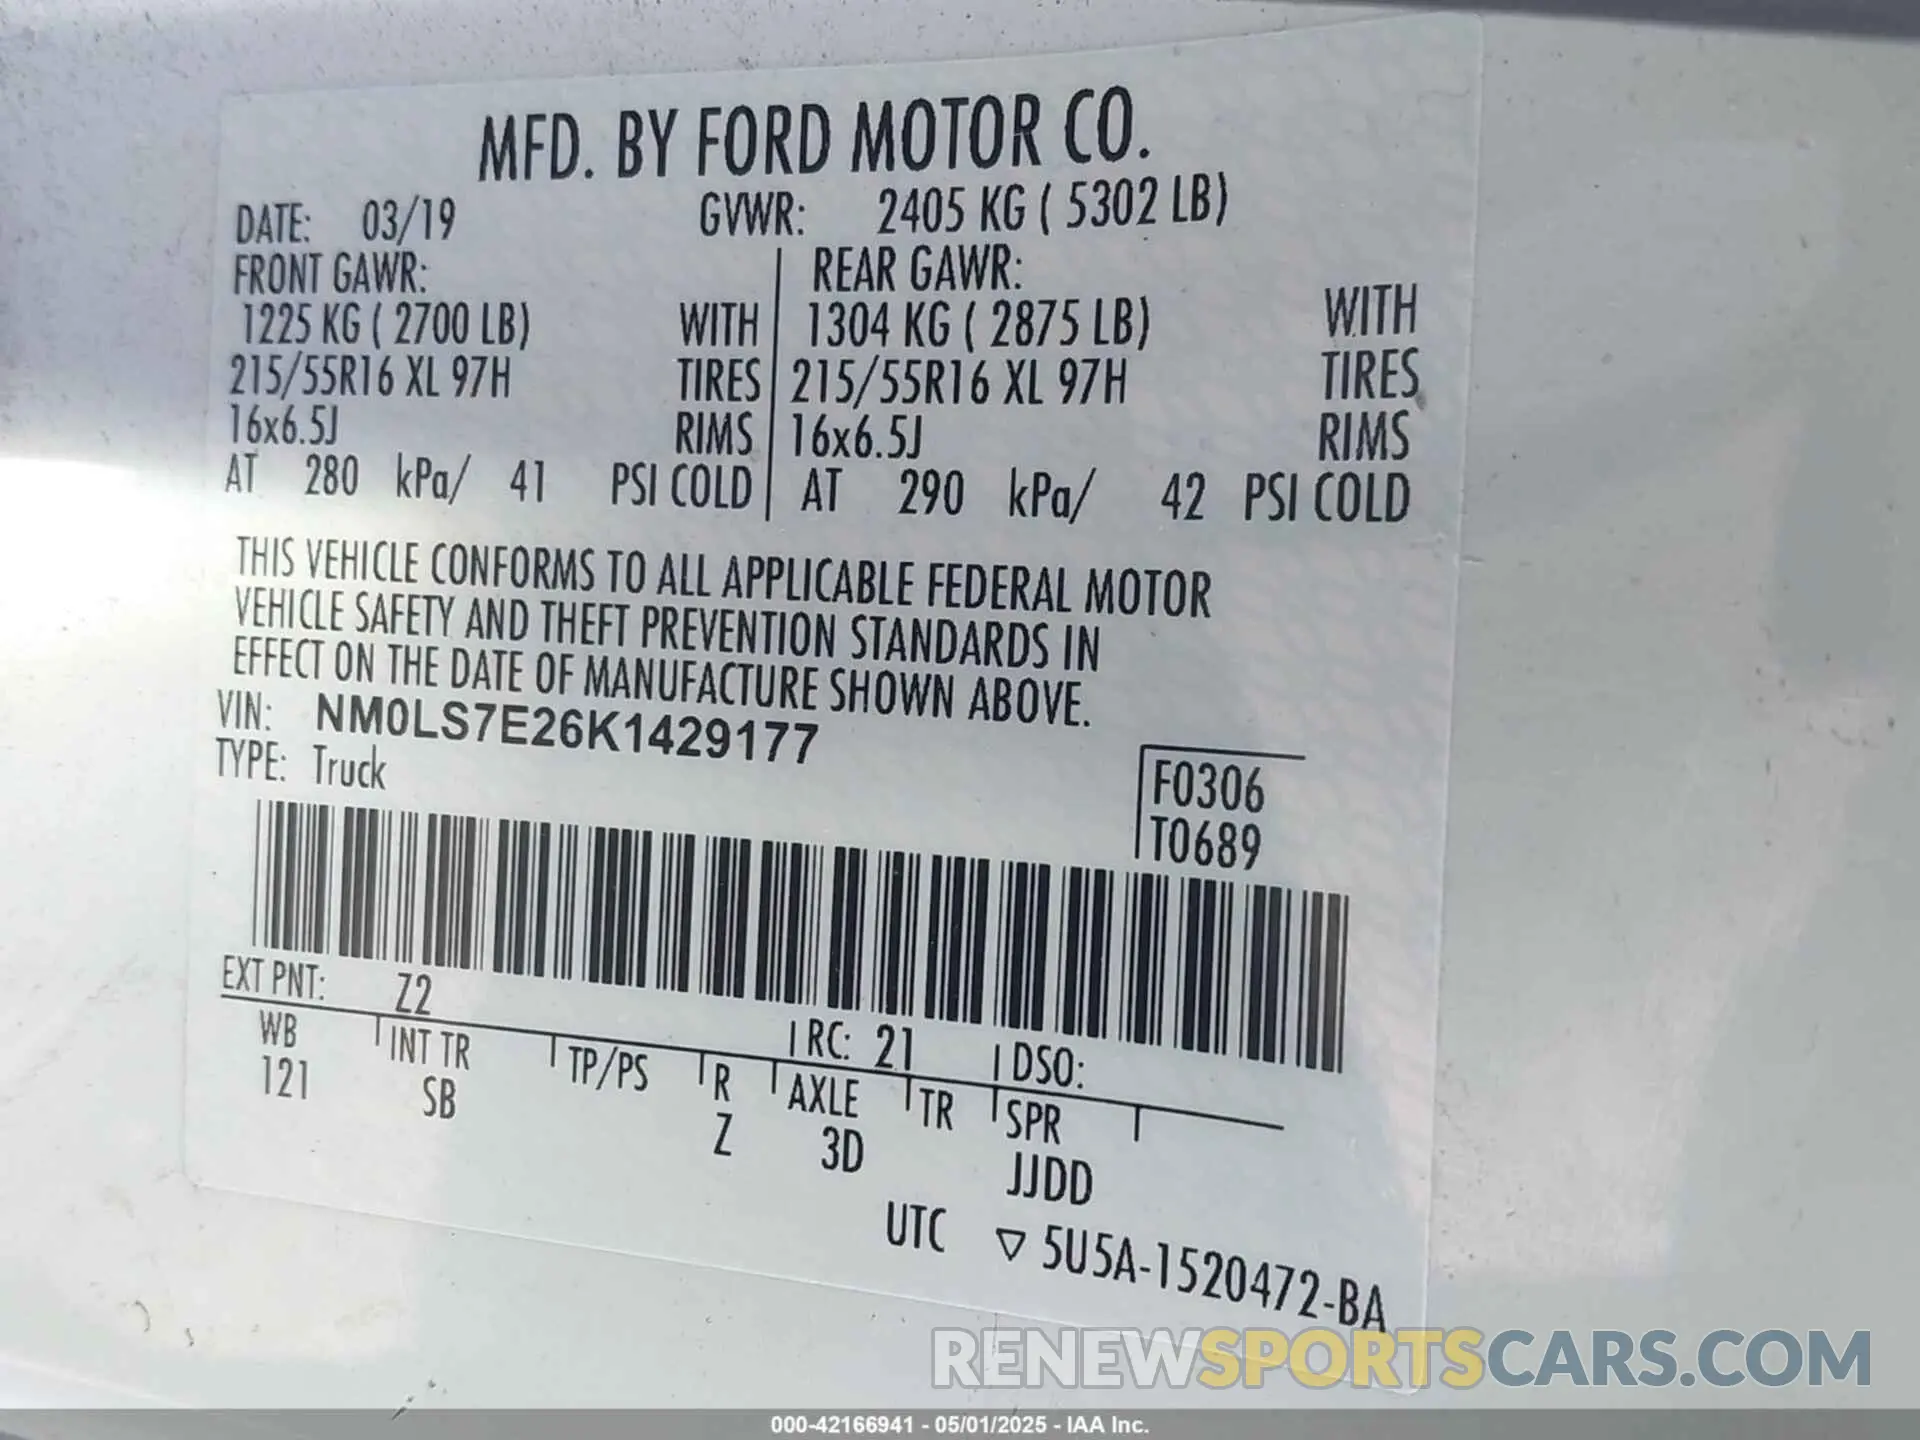 MFD. BY FORD MOTOR CO.
DATE: 03/19 GVWR: 2405 KG ( 5302 LB)
FRONT GAWR: REAR GAWR:
1225 KG ( 2700 LB) WITH 1304 KG ( 2875 LB) WITH
215/55R16 XL 97H TIRES 215/55R16 XL 97H TIRES
16x6.5J RIMS 16x6.5J RIMS
AT 280 kPa/ 41 PSI COLD AT 290 kPa/ 42 PSI COLD
THIS VEHICLE CONFORMS TO ALL APPLICABLE FEDERAL MOTOR
VEHICLE SAFETY AND THEFT PREVENTION STANDARDS IN
EFFECT ON THE DATE OF MANUFACTURE SHOWN ABOVE.
VIN: NM0LS7E26K1429177
TYPE: Truck
F0306
T0689
EXT PNT: Z2 RC: 21 DSO:
WB INT TR TP/PS R AXLE TR SPR
121 SB Z 3D JJDD
UTC ▽ 5U5A-1520472-BA
RENEWSPORTSCARS.COM
000-42166941 - 05/01/2025 - IAA Inc.